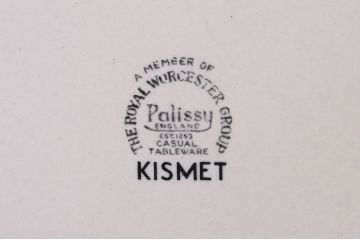 A MEMBER OF
THE ROYAL WORCESTER GROUP
Palissy
ENGLAND
EST. 1853
CASUAL
TABLEWARE
KISMET